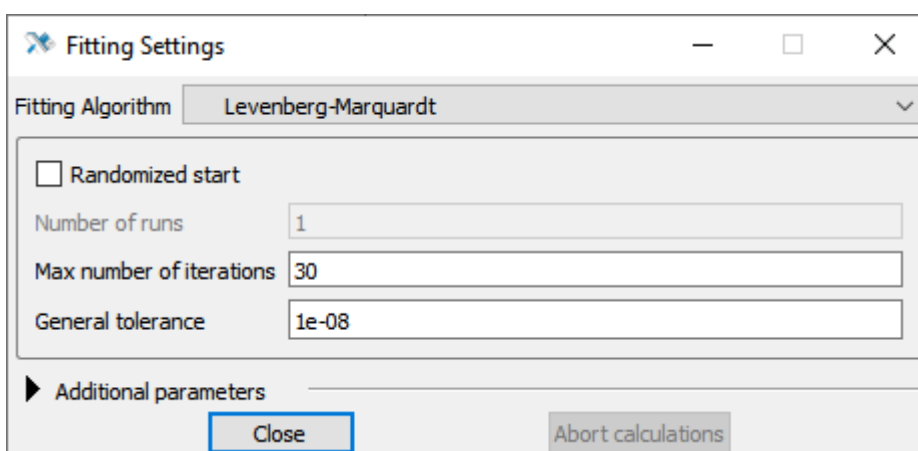 Fitting Settings
Fitting Algorithm Levenberg-Marquardt
Randomized start
Number of runs 1
Max number of iterations 30
General tolerance 1e-08
Additional parameters
Close Abort calculations